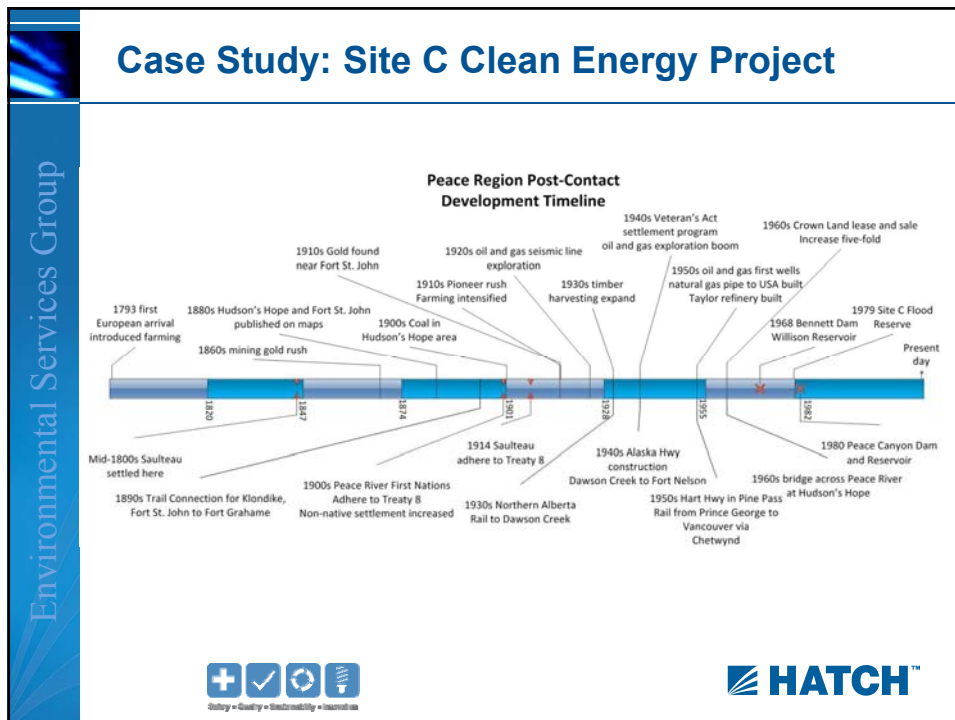 Case Study: Site C Clean Energy Project
Environmental Services Group
Peace Region Post-Contact
Development Timeline
1793 first
European arrival
introduced farming
1880s Hudson's Hope and Fort St. John
published on maps
1860s mining gold rush
1910s Gold found
near Fort St. John
1900s Coal in
Hudson's Hope area
1910s Pioneer rush
Farming intensified
1920s oil and gas seismic line
exploration
1930s timber
harvesting expand
1940s Veteran's Act
settlement program
oil and gas exploration boom
1950s oil and gas first wells
natural gas pipe to USA built
Taylor refinery built
1960s Crown Land lease and sale
Increase five-fold
1968 Bennett Dam
Willison Reservoir
1979 Site C Flood
Reserve
Present
day
1820
1847
1874
1901
1928
1955
1982
Mid-1800s Saulteau
settled here
1890s Trail Connection for Klondike,
Fort St. John to Fort Grahame
1900s Peace River First Nations
Adhere to Treaty 8
Non-native settlement increased
1914 Saulteau
adhere to Treaty 8
1930s Northern Alberta
Rail to Dawson Creek
1940s Alaska Hwy
construction
Dawson Creek to Fort Nelson
1950s Hart Hwy in Pine Pass
Rail from Prince George to
Vancouver via
Chetwynd
1960s bridge across Peace River
at Hudson's Hope
1980 Peace Canyon Dam
and Reservoir
Safety • Quality • Sustainability • Innovation
HATCH™